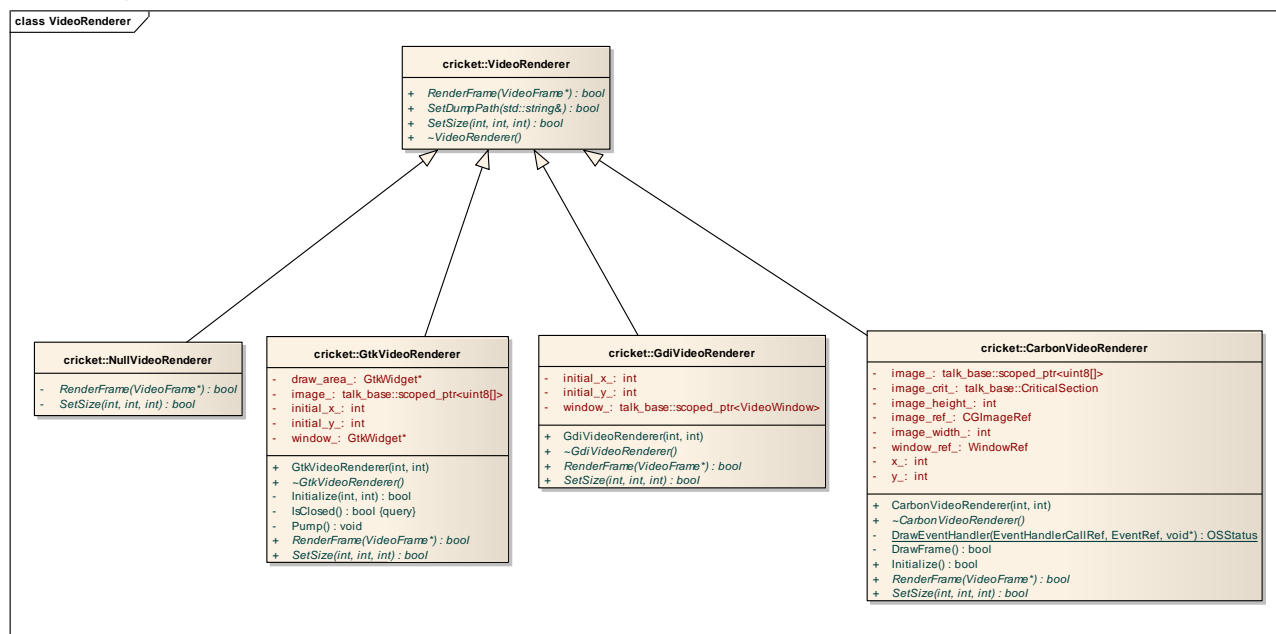 class VideoRenderer
cricket::VideoRenderer
+ RenderFrame(VideoFrame*) : bool
+ SetDumpPath(std::string&) : bool
+ SetSize(int, int, int) : bool
+ ~VideoRenderer()
cricket::NullVideoRenderer
- RenderFrame(VideoFrame*) : bool
- SetSize(int, int, int) : bool
cricket::GtkVideoRenderer
- draw_area_: GtkWidget*
- image_: talk_base::scoped_ptr<uint8[]>
- initial_x_: int
- initial_y_: int
- window_: GtkWidget*
+ GtkVideoRenderer(int, int)
+ ~GtkVideoRenderer()
- Initialize(int, int) : bool
- IsClosed() : bool {query}
- Pump() : void
+ RenderFrame(VideoFrame*) : bool
+ SetSize(int, int, int) : bool
cricket::GdiVideoRenderer
- initial_x_: int
- initial_y_: int
- window_: talk_base::scoped_ptr<VideoWindow>
+ GdiVideoRenderer(int, int)
+ ~GdiVideoRenderer()
+ RenderFrame(VideoFrame*) : bool
+ SetSize(int, int, int) : bool
cricket::CarbonVideoRenderer
- image_: talk_base::scoped_ptr<uint8[]>
- image_crit_: talk_base::CriticalSection
- image_height_: int
- image_ref_: CGImageRef
- image_width_: int
- window_ref_: WindowRef
- x_: int
- y_: int
+ CarbonVideoRenderer(int, int)
+ ~CarbonVideoRenderer()
- DrawEventHandler(EventHandlerCallRef, EventRef, void*) : OSStatus
- DrawFrame() : bool
+ Initialize() : bool
+ RenderFrame(VideoFrame*) : bool
+ SetSize(int, int, int) : bool